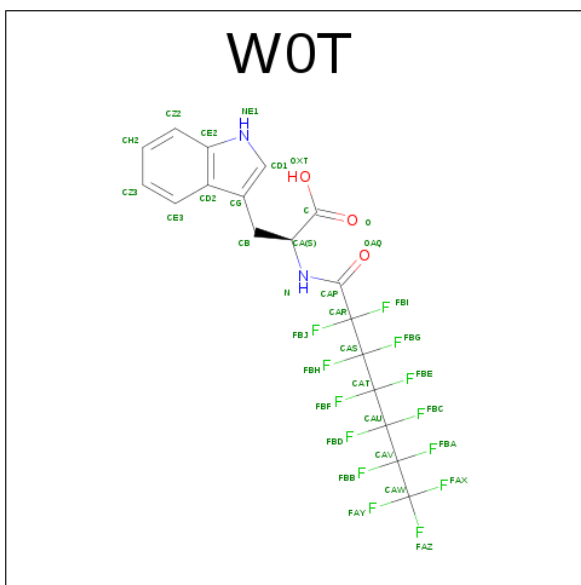 W0T
CZ2
NE1
H
N
CH2
CE2
OXT
CD1
HO
CZ3
CD2
CG
C
O
O
CE3
CB
CA(S)
OAQ
O
N
H
N
CAP
CAR
F
FBI
FBJ
F
CAS
F
FBG
FBH
F
CAT
F
FBE
FBF
F
CAU
F
FBC
FBD
F
CAV
F
FBA
FBB
F
CAW
F
FAX
FAY
F
F
FAZ